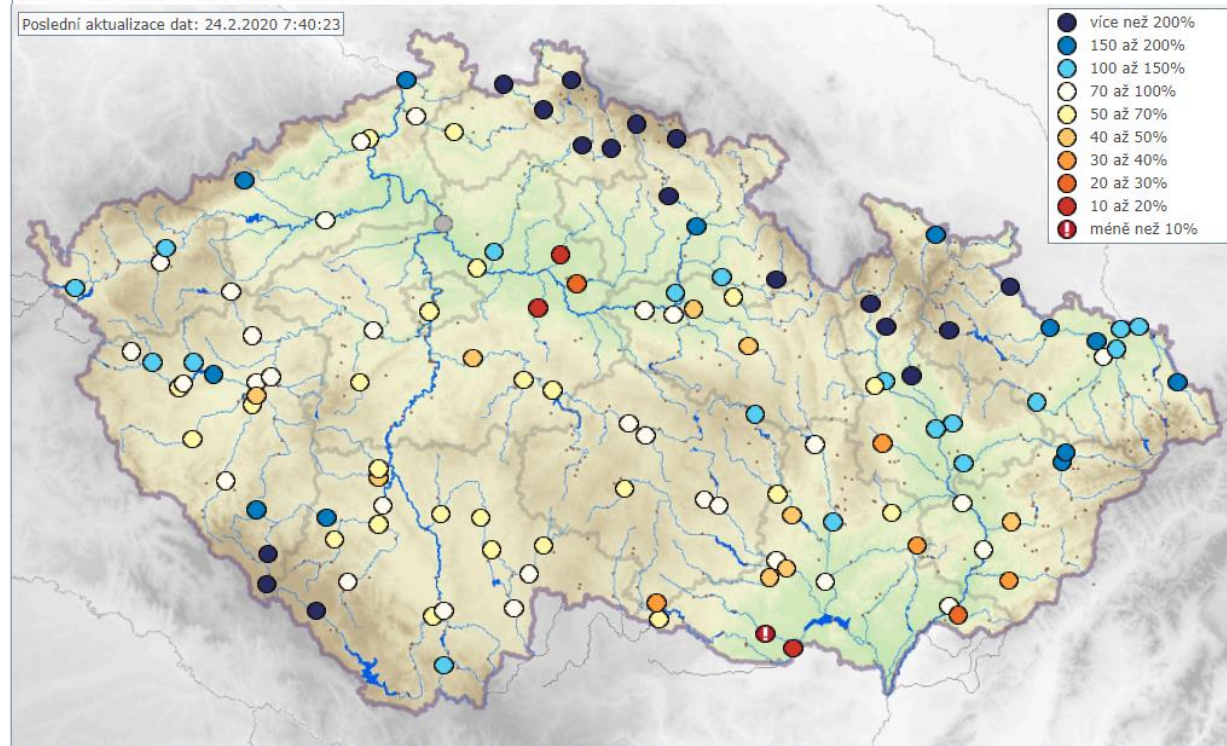 Poslední aktualizace dat: 24.2.2020 7:40:23
více než 200%
150 až 200%
100 až 150%
70 až 100%
50 až 70%
40 až 50%
30 až 40%
20 až 30%
10 až 20%
méně než 10%